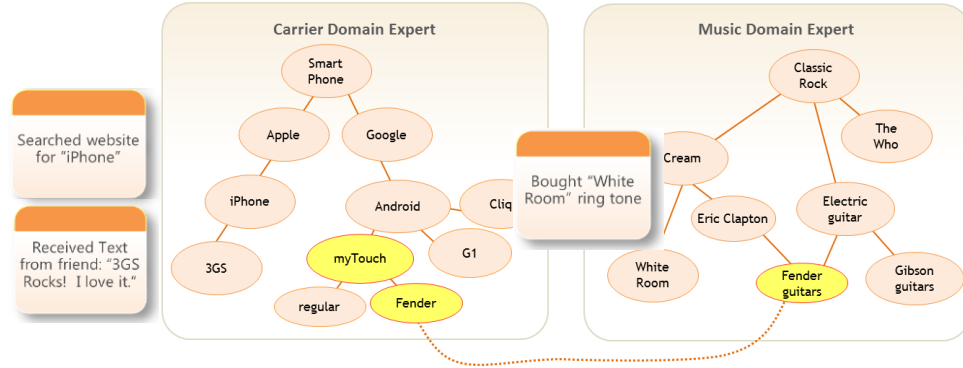 Carrier Domain Expert
Music Domain Expert
Smart
Phone
Apple
Google
iPhone
Android
Cliq
3GS
G1
myTouch
regular
Fender
Searched website
for "iPhone"
Received Text
from friend: "3GS
Rocks! I love it."
Bought "White
Room" ring tone
Classic
Rock
The
Who
Cream
Eric Clapton
Electric
guitar
White
Room
Fender
guitars
Gibson
guitars